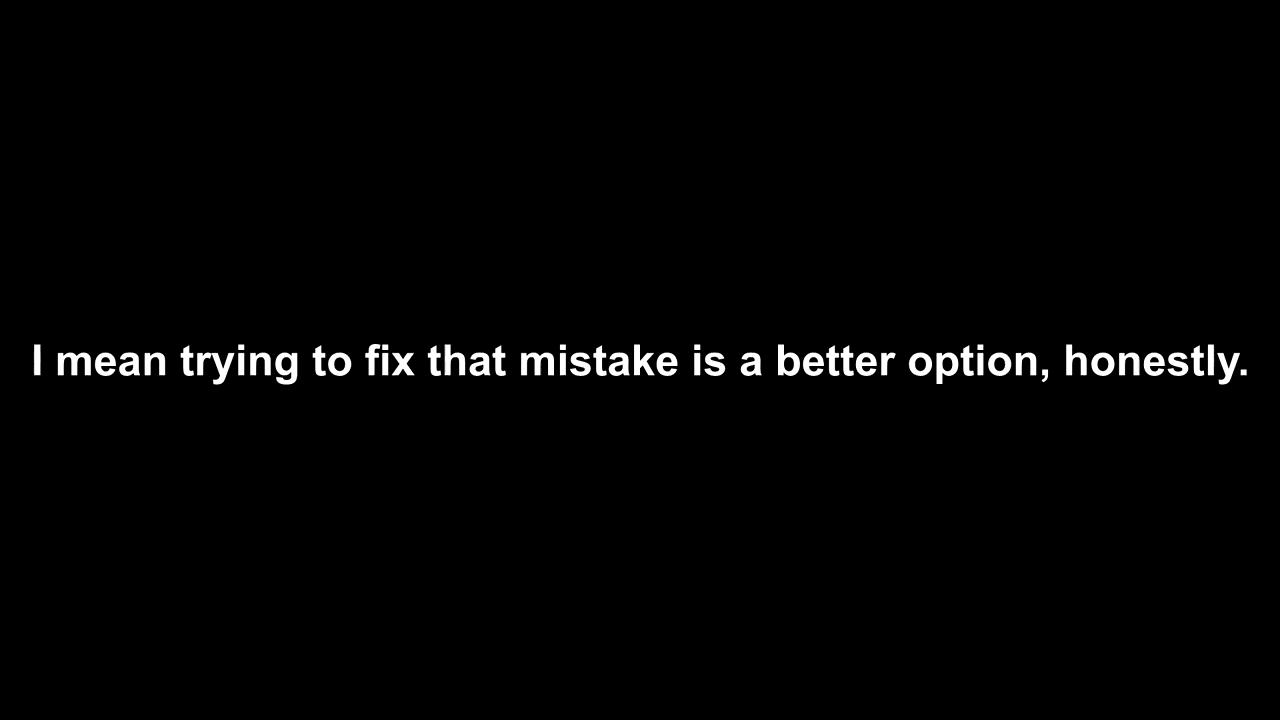 I mean trying to fix that mistake is a better option, honestly.